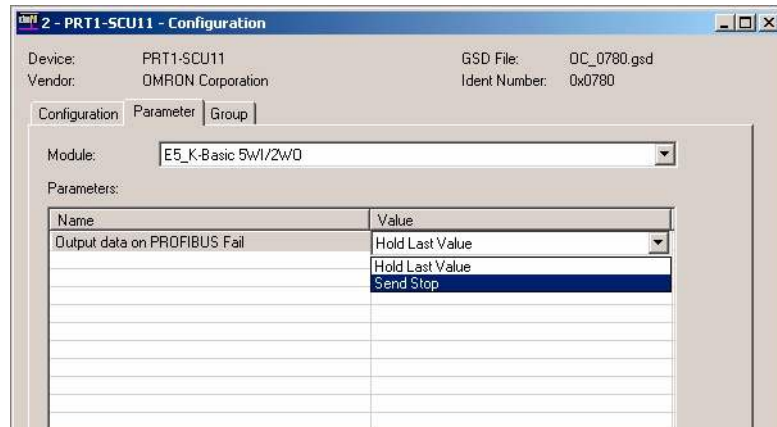 2 - PRT1-SCU11 - Configuration
Device: PRT1-SCU11 GSD File: OC_0780.gsd
Vendor: OMRON Corporation Ident Number: 0x0780
Configuration Parameter Group
Module: E5_K-Basic 5WI/2WO
Parameters:
Name Value
Output data on PROFIBUS Fail Hold Last Value
Hold Last Value
Send Stop